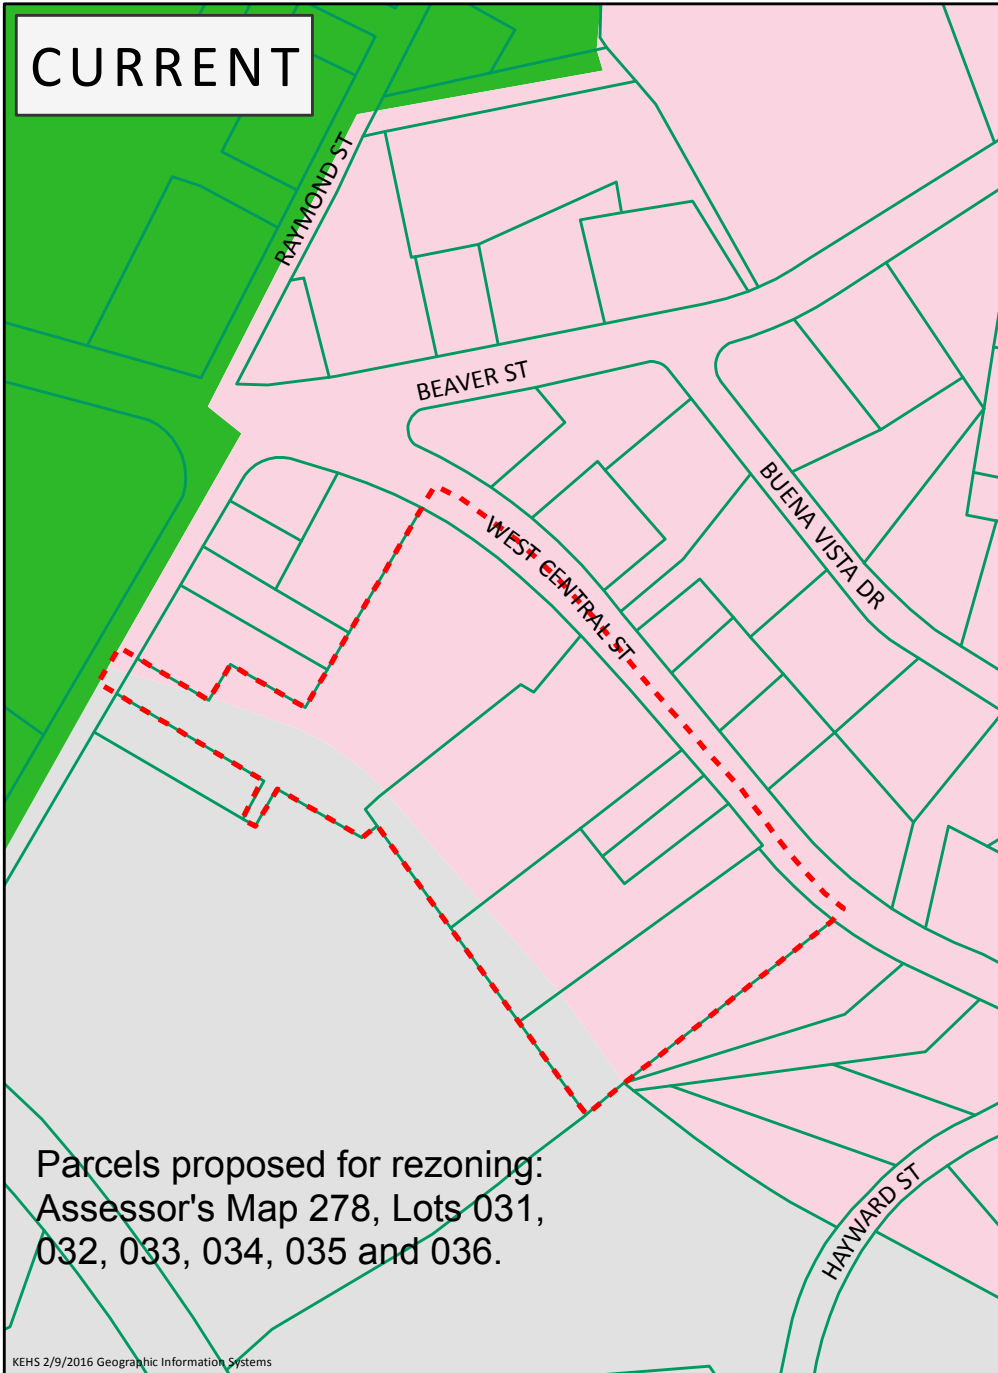 CURRENT
RAYMOND ST
BEAVER ST
BUENA VISTA DR
WEST CENTRAL ST
Parcels proposed for rezoning:
Assessor's Map 278, Lots 031,
032, 033, 034, 035 and 036.
HAYWARD ST
KEHS 2/9/2016 Geographic Information Systems